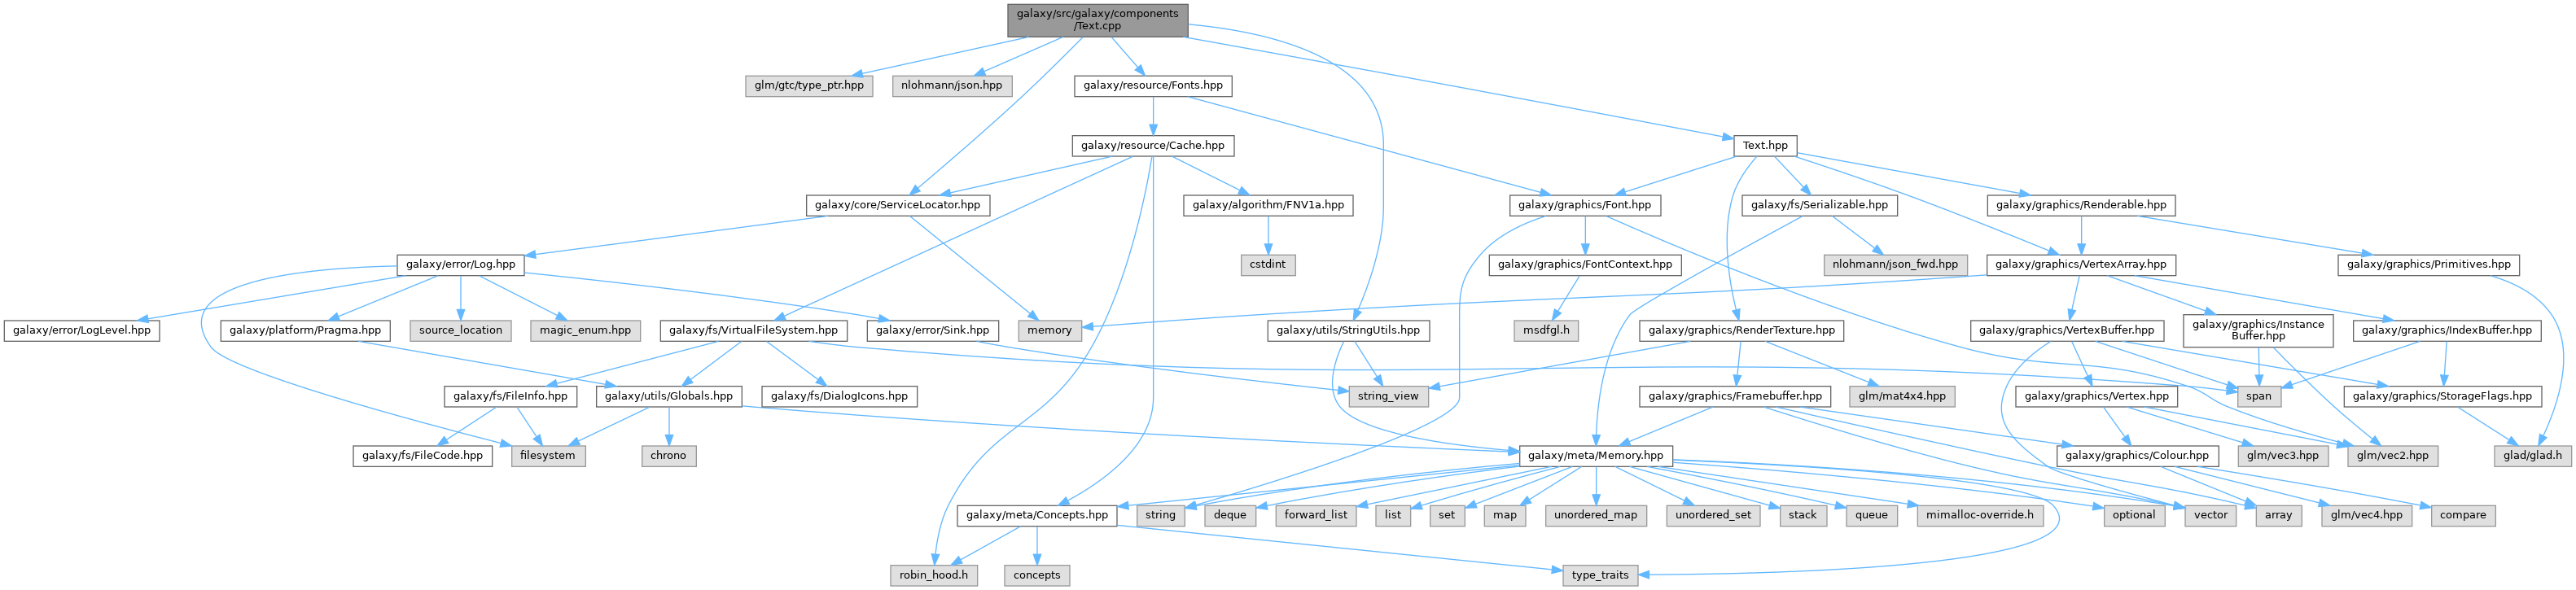 galaxy/src/galaxy/components
/Text.cpp
glm/gtc/type_ptr.hpp
nlohmann/json.hpp
galaxy/resource/Fonts.hpp
galaxy/resource/Cache.hpp
Text.hpp
galaxy/core/ServiceLocator.hpp
galaxy/algorithm/FNV1a.hpp
galaxy/graphics/Font.hpp
galaxy/fs/Serializable.hpp
galaxy/graphics/Renderable.hpp
galaxy/error/Log.hpp
cstdint
galaxy/graphics/FontContext.hpp
nlohmann/json_fwd.hpp
galaxy/graphics/VertexArray.hpp
galaxy/graphics/Primitives.hpp
galaxy/error/LogLevel.hpp
galaxy/platform/Pragma.hpp
source_location
magic_enum.hpp
galaxy/fs/VirtualFileSystem.hpp
galaxy/error/Sink.hpp
memory
galaxy/utils/StringUtils.hpp
msdfgl.h
galaxy/graphics/RenderTexture.hpp
galaxy/graphics/VertexBuffer.hpp
galaxy/graphics/Instance
Buffer.hpp
galaxy/graphics/IndexBuffer.hpp
galaxy/fs/FileInfo.hpp
galaxy/utils/Globals.hpp
galaxy/fs/DialogIcons.hpp
string_view
galaxy/graphics/Framebuffer.hpp
glm/mat4x4.hpp
galaxy/graphics/Vertex.hpp
span
galaxy/graphics/StorageFlags.hpp
galaxy/fs/FileCode.hpp
filesystem
chrono
galaxy/meta/Memory.hpp
galaxy/graphics/Colour.hpp
glm/vec3.hpp
glm/vec2.hpp
glad/glad.h
galaxy/meta/Concepts.hpp
string
deque
forward_list
list
set
map
unordered_map
unordered_set
stack
queue
mimalloc-override.h
optional
vector
array
glm/vec4.hpp
compare
robin_hood.h
concepts
type_traits